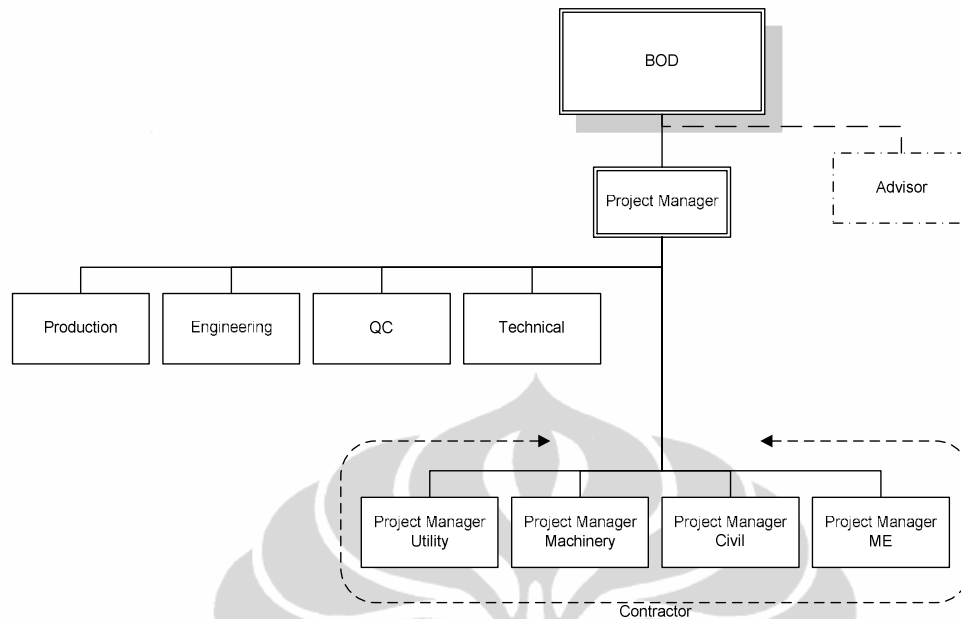 BOD
Advisor
Project Manager
Production
Engineering
QC
Technical
Project Manager
Utility
Project Manager
Machinery
Project Manager
Civil
Project Manager
ME
Contractor